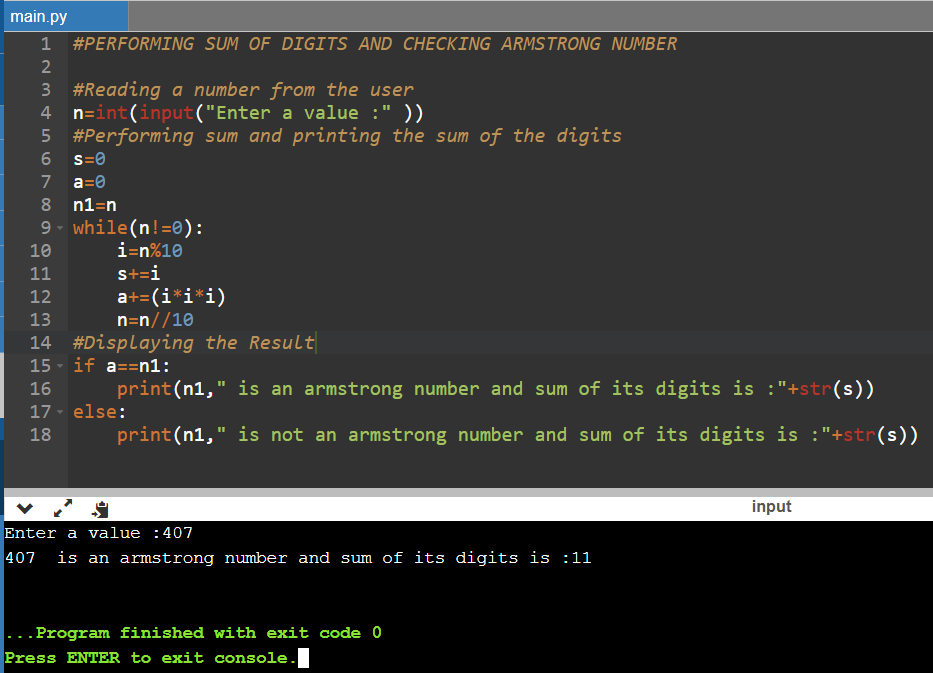 main.py
1 #PERFORMING SUM OF DIGITS AND CHECKING ARMSTRONG NUMBER
2
3 #Reading a number from the user
4 n=int(input("Enter a value :" ))
5 #Performing sum and printing the sum of the digits
6 s=0
7 a=0
8 n1=n
9 while(n!=0):
10     i=n%10
11     s+=i
12     a+=(i*i*i)
13     n=n//10
14 #Displaying the Result
15 if a==n1:
16     print(n1," is an armstrong number and sum of its digits is :"+str(s))
17 else:
18     print(n1," is not an armstrong number and sum of its digits is :"+str(s))
input
Enter a value :407
407  is an armstrong number and sum of its digits is :11
...Program finished with exit code 0
Press ENTER to exit console.